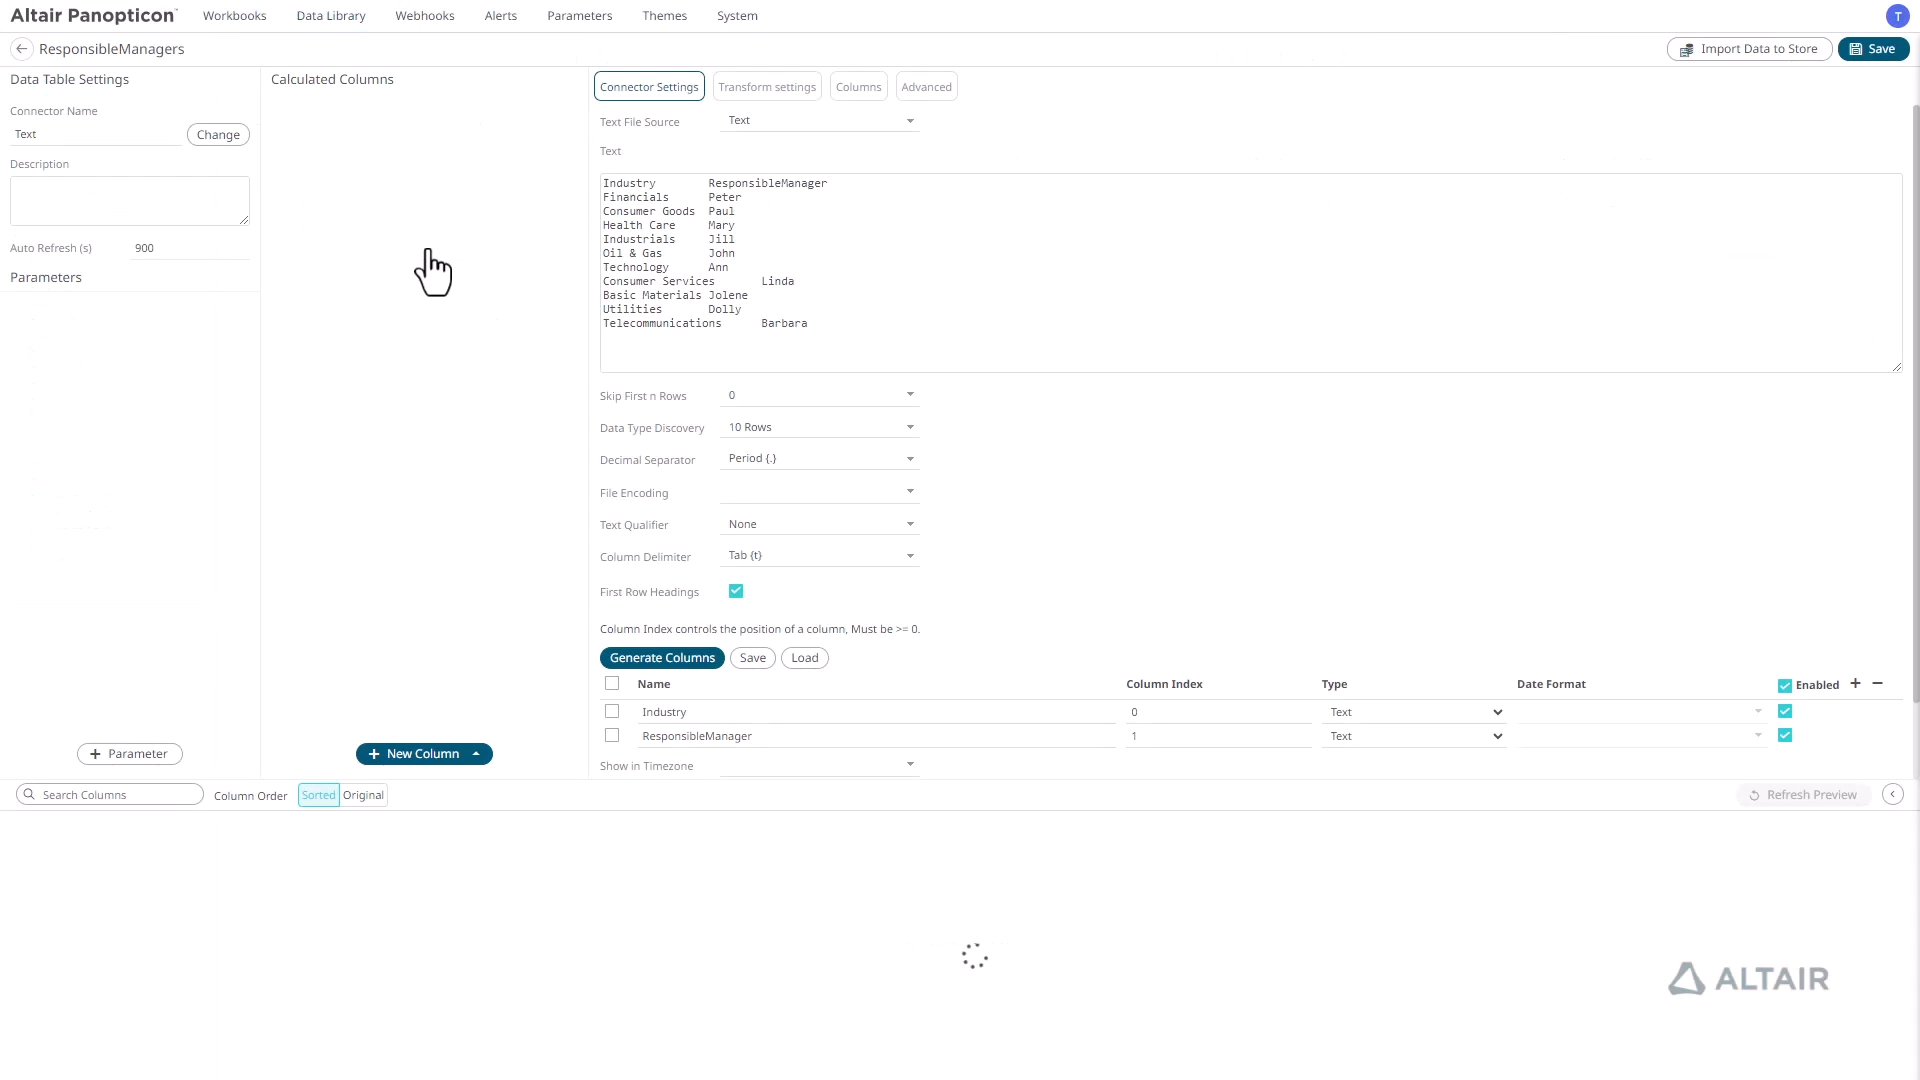 Altair Panopticon™ Workbooks Data Library Webhooks Alerts Parameters Themes System T
ResponsibleManagers Import Data to Store Save
Data Table Settings
Connector Name
Text Change
Description
Auto Refresh (s) 900
Parameters
+ Parameter
Calculated Columns
+ New Column
Connector Settings Transform settings Columns Advanced
Text File Source Text
Text
Industry ResponsibleManager
Financials Peter
Consumer Goods Paul
Health Care Mary
Industrials Jill
Oil & Gas John
Technology Ann
Consumer Services Linda
Basic Materials Jolene
Utilities Dolly
Telecommunications Barbara
Skip First n Rows 0
Data Type Discovery 10 Rows
Decimal Separator Period {.}
File Encoding
Text Qualifier None
Column Delimiter Tab {t}
First Row Headings
Column Index controls the position of a column, Must be >= 0.
Generate Columns Save Load
Name Column Index Type Date Format Enabled + −
Industry 0 Text
ResponsibleManager 1 Text
Show in Timezone
Search Columns Column Order Sorted Original Refresh Preview
ALTAIR